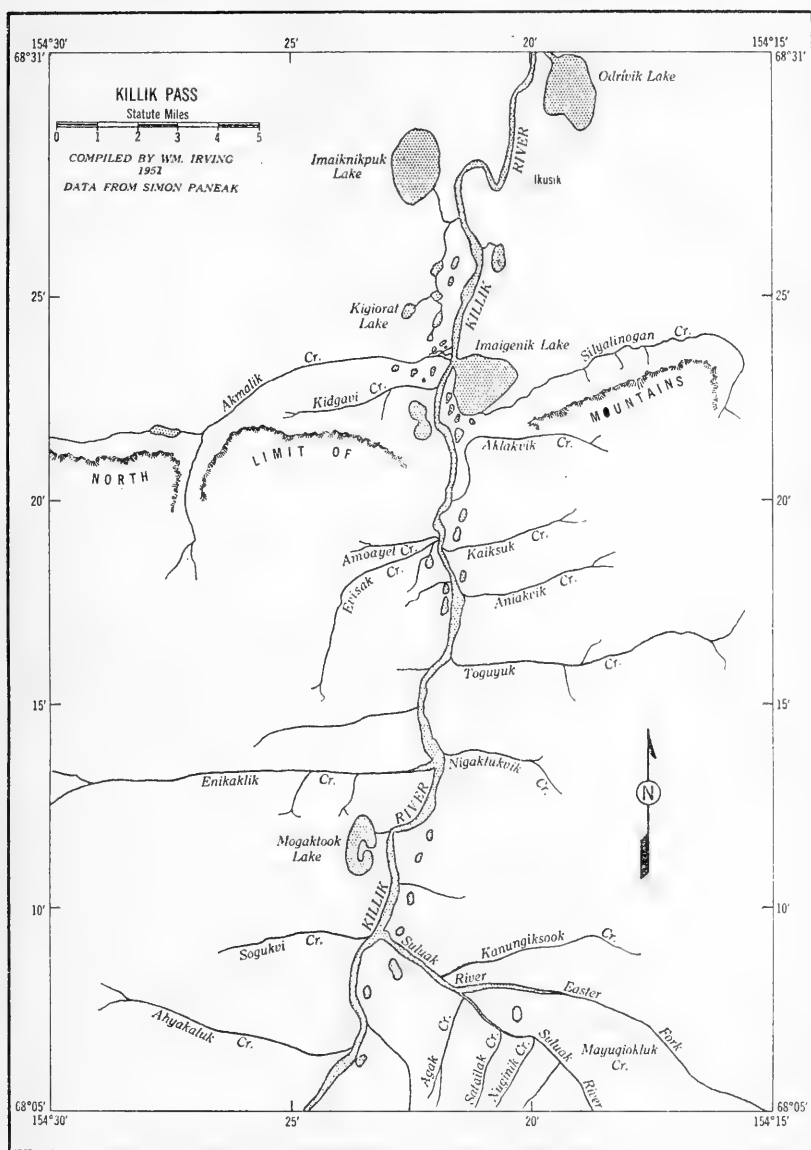 154°30' 25' 20' 154°15'
68°31' 68°31'
KILLIK PASS
Statute Miles
0 1 2 3 4 5
COMPILED BY WM. IRVING
1952
DATA FROM SIMON PANEAK
Odrivik Lake
Imaiknikpuk
Lake
RIVER
Ikusik
25' 25'
KILLIK
Kigiorat
Lake
Imaigenik Lake
Silyalinogan Cr.
Akmalik Cr.
Kidgavi Cr.
MOUNTAINS
NORTH LIMIT OF
Aklakvik Cr.
20' 20'
Amoayel Cr.
Kaiksuk Cr.
Erisak Cr.
Aniakvik Cr.
Toguyuk Cr.
15' 15'
Nigaktukvik
Cr.
Enikaklik Cr.
N
RIVER
Mogaktook
Lake
10' 10'
KILLIK
Sogukvi Cr.
Suluak
River
Kanungiksook Cr.
Easter
Fork
Ahyakaluk Cr.
Agak Cr.
Satailak Cr.
Nuginik Cr.
Suluak
River
Mayugiokluk
Cr.
68°05' 68°05'
154°30' 25' 20' 154°15'